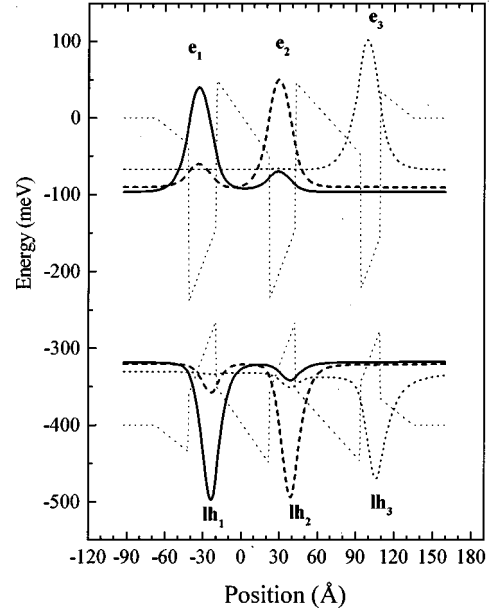 e₃
e₁ e₂
100
0
-100
-200
-300
-400
-500
Energy (meV)
lh₁ lh₂ lh₃
-120 -90 -60 -30 0 30 60 90 120 150 180
Position (Å)